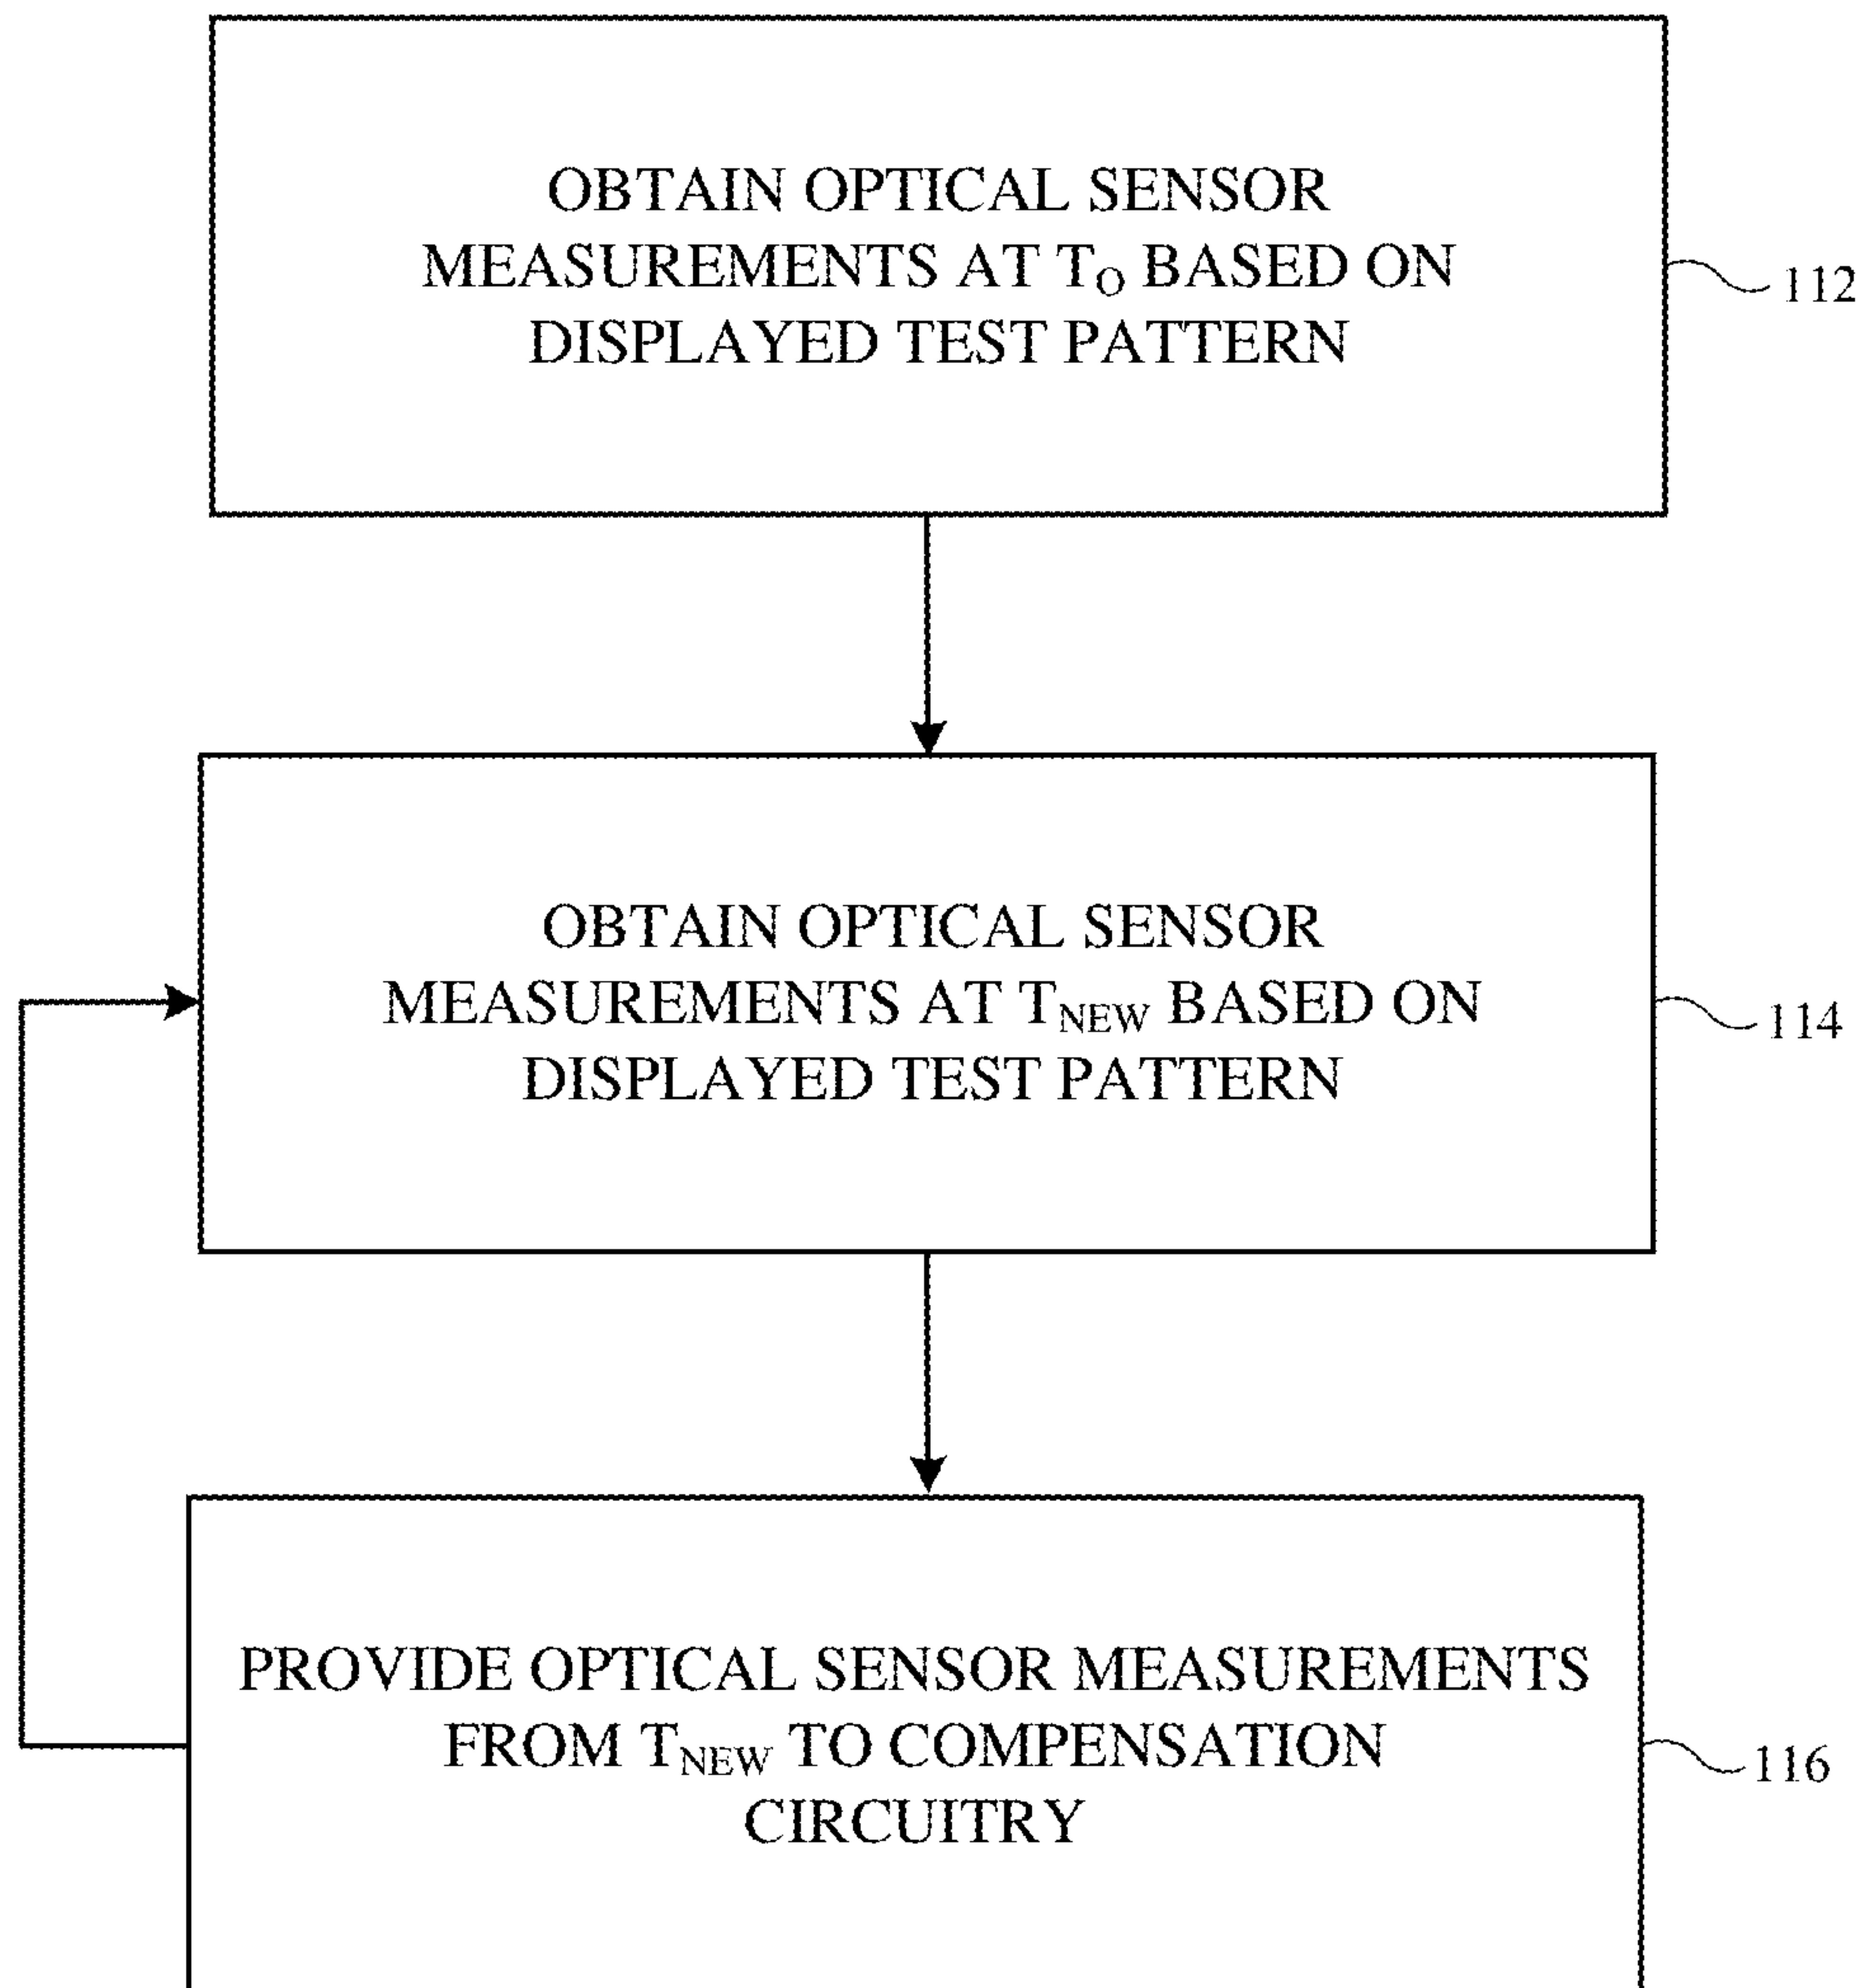 OBTAIN OPTICAL SENSOR
MEASUREMENTS AT TO BASED ON
DISPLAYED TEST PATTERN
112
OBTAIN OPTICAL SENSOR
MEASUREMENTS AT TNEW BASED ON
DISPLAYED TEST PATTERN
114
PROVIDE OPTICAL SENSOR MEASUREMENTS
FROM TNEW TO COMPENSATION
CIRCUITRY
116